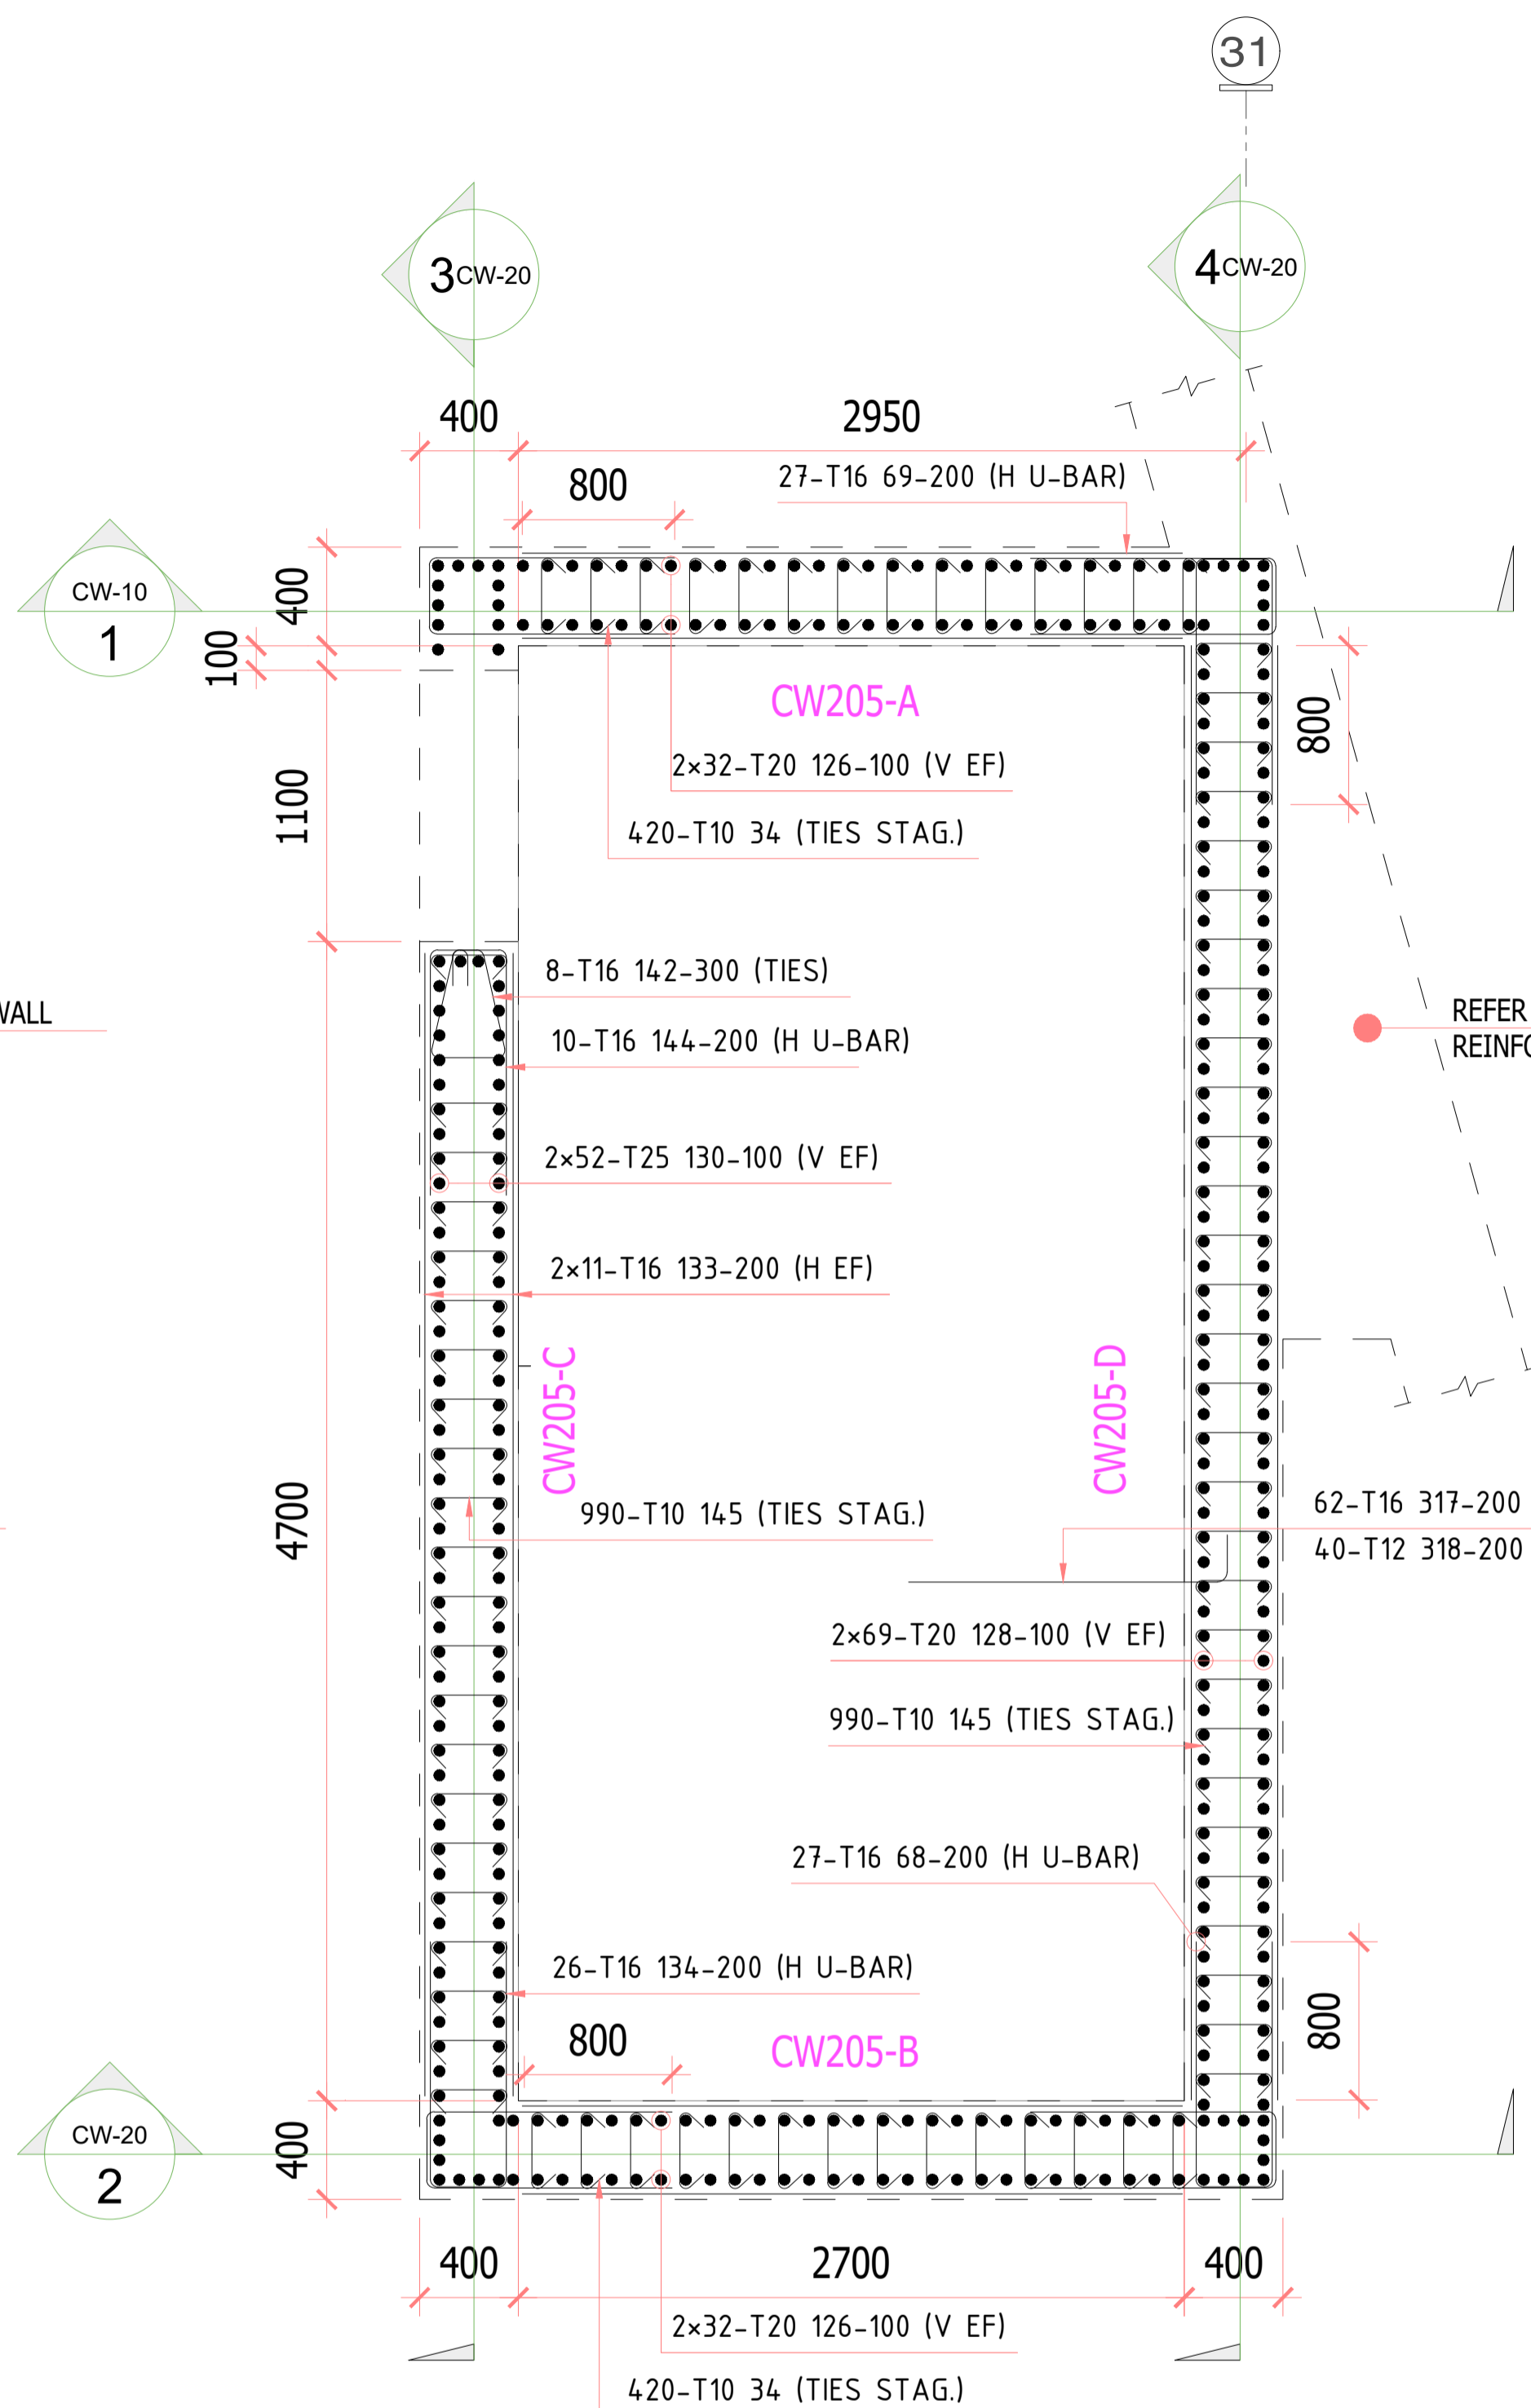 31
3 CW-20
4 CW-20
400
2950
800
27-T16 69-200 (H U-BAR)
CW-10
1
400
100
CW205-A
800
2×32-T20 126-100 (V EF)
1100
420-T10 34 (TIES STAG.)
8-T16 142-300 (TIES)
WALL
REFER
10-T16 144-200 (H U-BAR)
2×52-T25 130-100 (V EF)
2×11-T16 133-200 (H EF)
CW205-C
CW205-D
4700
990-T10 145 (TIES STAG.)
62-T16 317-200
40-T12 318-200
2×69-T20 128-100 (V EF)
990-T10 145 (TIES STAG.)
27-T16 68-200 (H U-BAR)
26-T16 134-200 (H U-BAR)
800
800
CW205-B
CW-20
2
400
400
2700
400
2×32-T20 126-100 (V EF)
420-T10 34 (TIES STAG.)